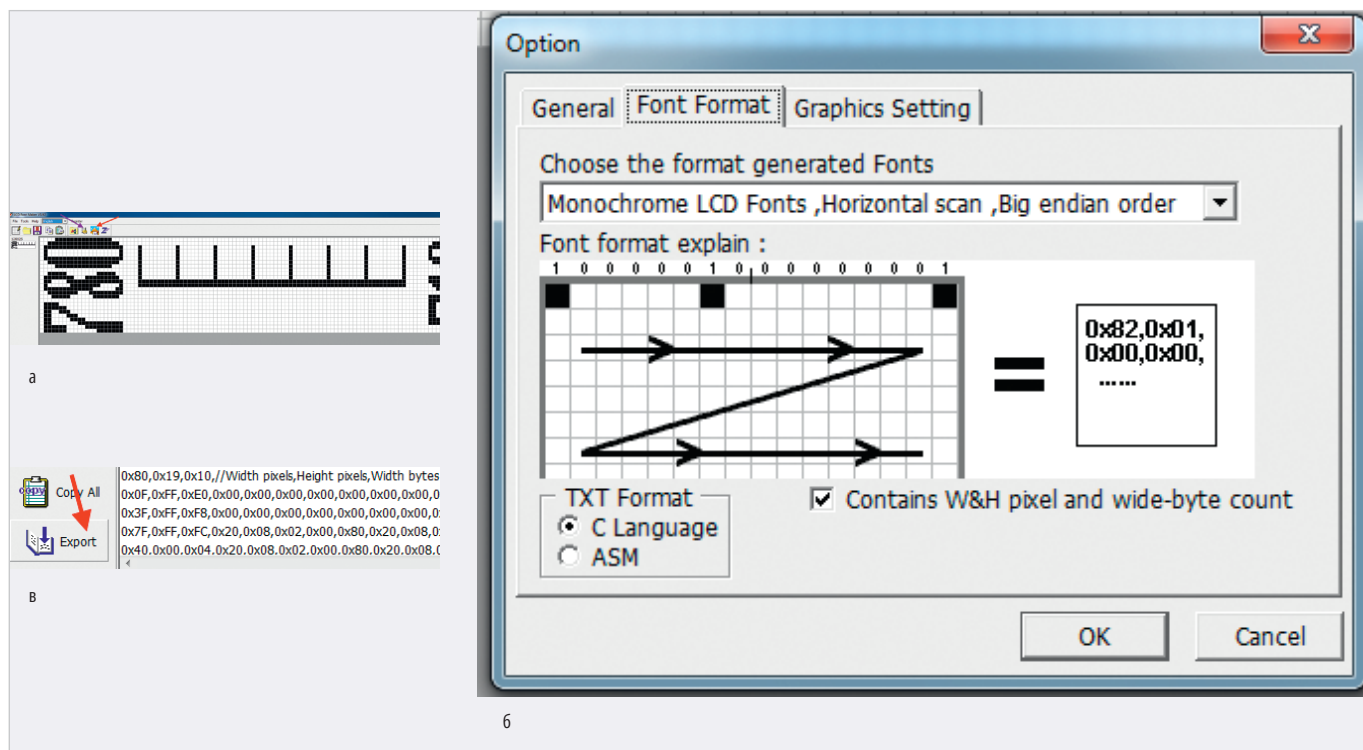 Option
General Font Format Graphics Setting
Choose the format generated Fonts
Monochrome LCD Fonts ,Horizontal scan ,Big endian order
Font format explain :
1 0 0 0 0 0 1 0 0 0 0 0 0 0 0 1
0x82,0x01,
0x00,0x00,
......
TXT Format
C Language
ASM
Contains W&H pixel and wide-byte count
OK Cancel
а
Copy All
Export
0x80,0x19,0x10,//Width pixels,Height pixels,Width bytes
0x0F,0xFF,0xE0,0x00,0x00,0x00,0x00,0x00,0x00,0x00,0
0x3F,0xFF,0xF8,0x00,0x00,0x00,0x00,0x00,0x00,0x00,0
0x7F,0xFF,0xFC,0x20,0x08,0x02,0x00,0x80,0x20,0x08,0
0x40,0x00,0x04,0x20,0x08,0x02,0x00,0x80,0x20,0x08,0
в
б